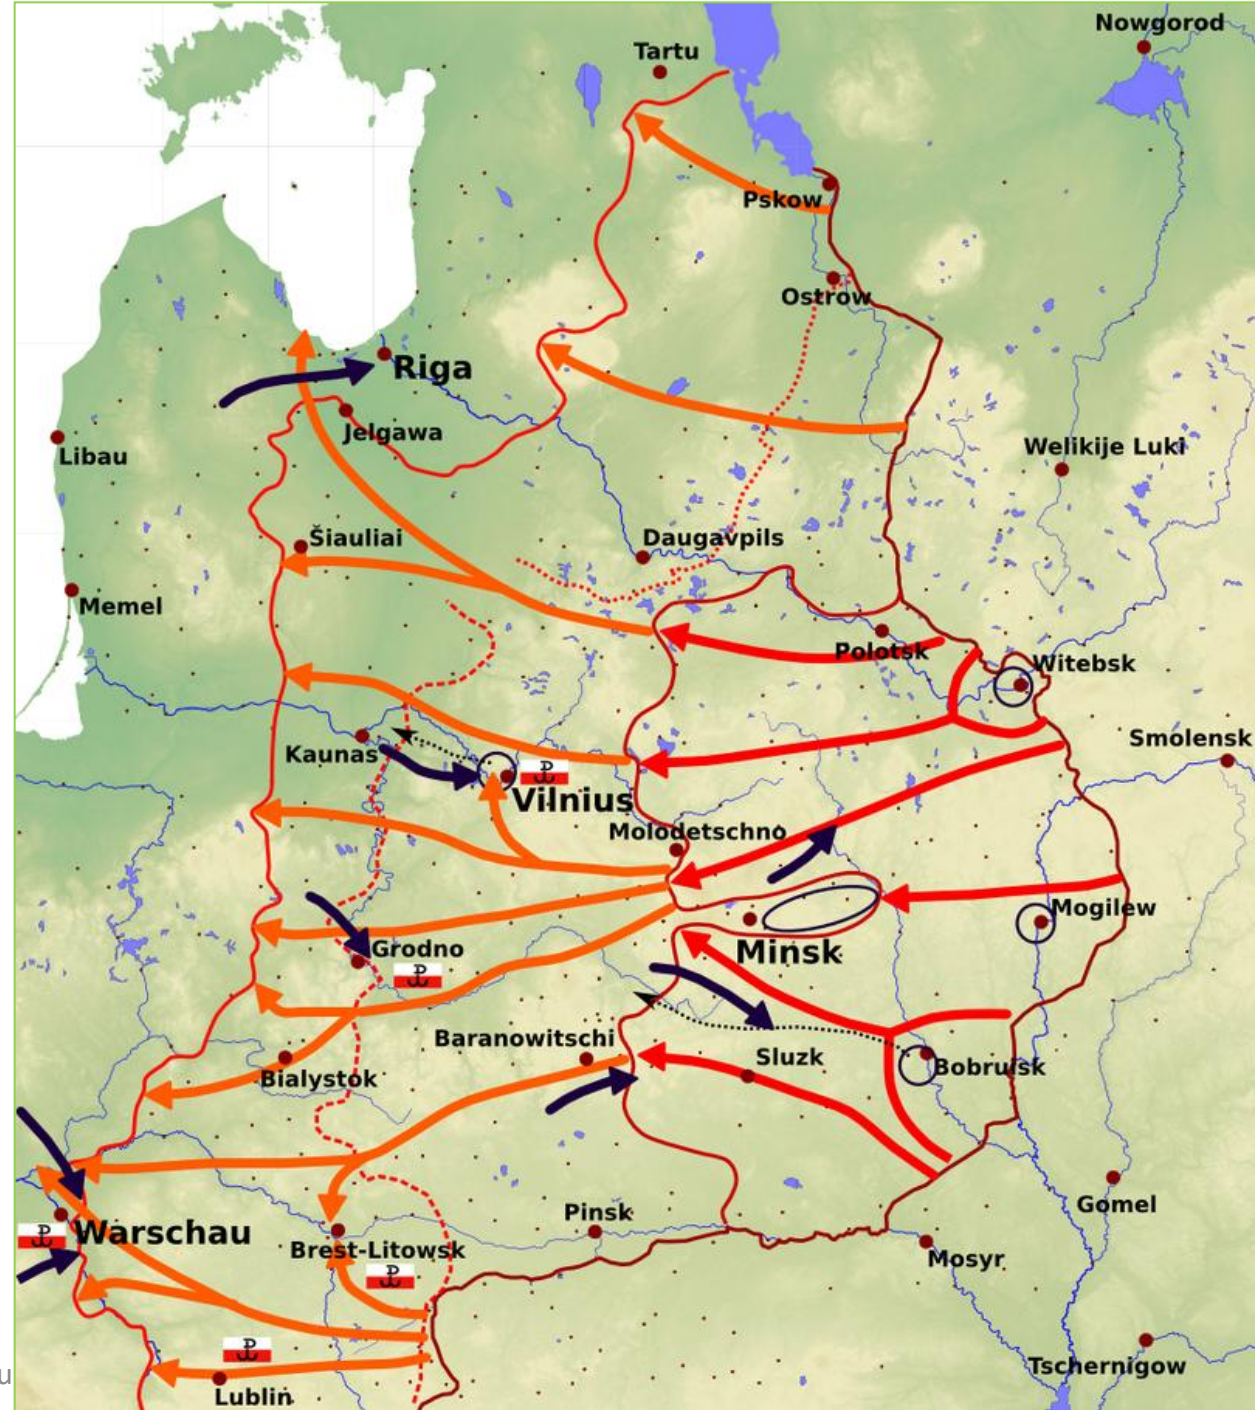 Nowgorod
Tartu
Pskow
Ostrow
Riga
Jelgawa
Libau
Welikije Luki
Šiauliai
Daugavpils
Memel
Polotsk
Witebsk
Smolensk
Kaunas
Vilnius
Molodetschno
Mogilew
Minsk
Grodno
Baranowitschi
Sluzk
Bobruisk
Bialystok
Gomel
Pinsk
Warschau
Brest-Litowsk
Mosyr
Tschernigow
Lublin
u